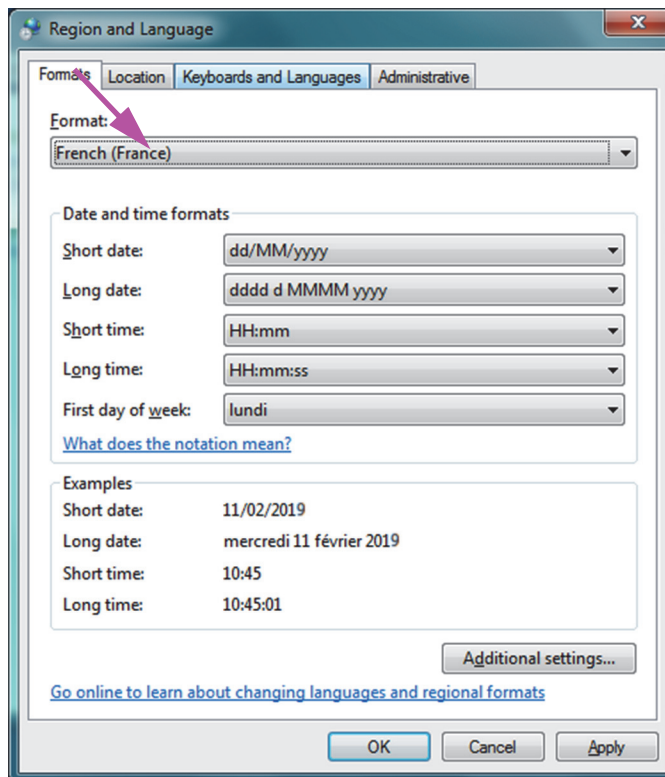 Region and Language
Formats Location Keyboards and Languages Administrative
Format:
French (France)
Date and time formats
Short date: dd/MM/yyyy
Long date: dddd d MMMM yyyy
Short time: HH:mm
Long time: HH:mm:ss
First day of week: lundi
What does the notation mean?
Examples
Short date: 11/02/2019
Long date: mercredi 11 février 2019
Short time: 10:45
Long time: 10:45:01
Additional settings...
Go online to learn about changing languages and regional formats
OK Cancel Apply